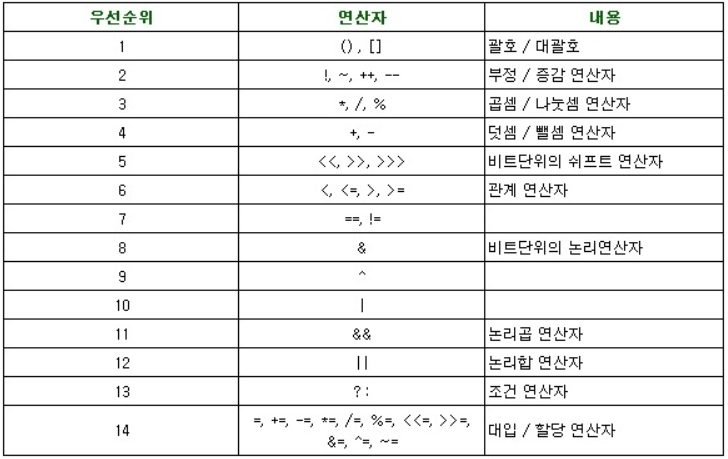 우선순위 연산자 내용
1 (), [] 괄호 / 대괄호
2 !, ~, ++, -- 부정 / 증감 연산자
3 *, /, % 곱셈 / 나눗셈 연산자
4 +, - 덧셈 / 뺄셈 연산자
5 <<, >>, >>> 비트단위의 쉬프트 연산자
6 <, <=, >, >= 관계 연산자
7 ==, !=
8 & 비트단위의 논리연산자
9 ^
10 |
11 && 논리곱 연산자
12 || 논리합 연산자
13 ? : 조건 연산자
14 =, +=, -=, *=, /=, %=, <<=, >>=, 대입 / 할당 연산자
&=, ^=, ~=